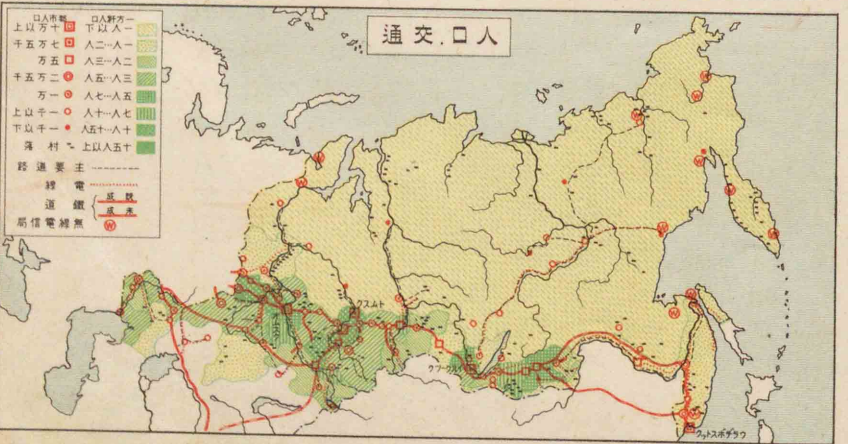 人口.交通
一方粁人口
都市人口
一人以下
十万以上
一人…二人
七万五千
二人…三人
五万
三人…五人
二万五千
五人…七人
一万
七人…十人
一千以上
十人…十五人
一千以下
十五人以上
村落
主要道路
電線
鐵道
既成
未成
無線電信局
トムスク
イルクーツク
ウラヂボストック